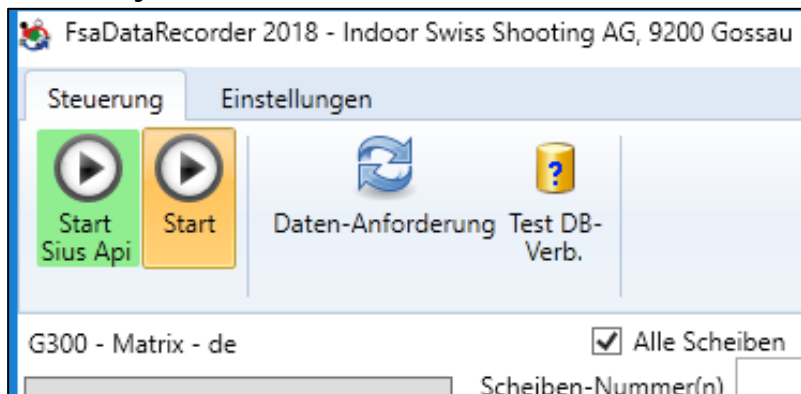 FsaDataRecorder 2018 - Indoor Swiss Shooting AG, 9200 Gossau
Steuerung Einstellungen
Start
Sius Api
Start
Daten-Anforderung
Test DB-
Verb.
?
G300 - Matrix - de
Alle Scheiben
Scheiben-Nummer(n)